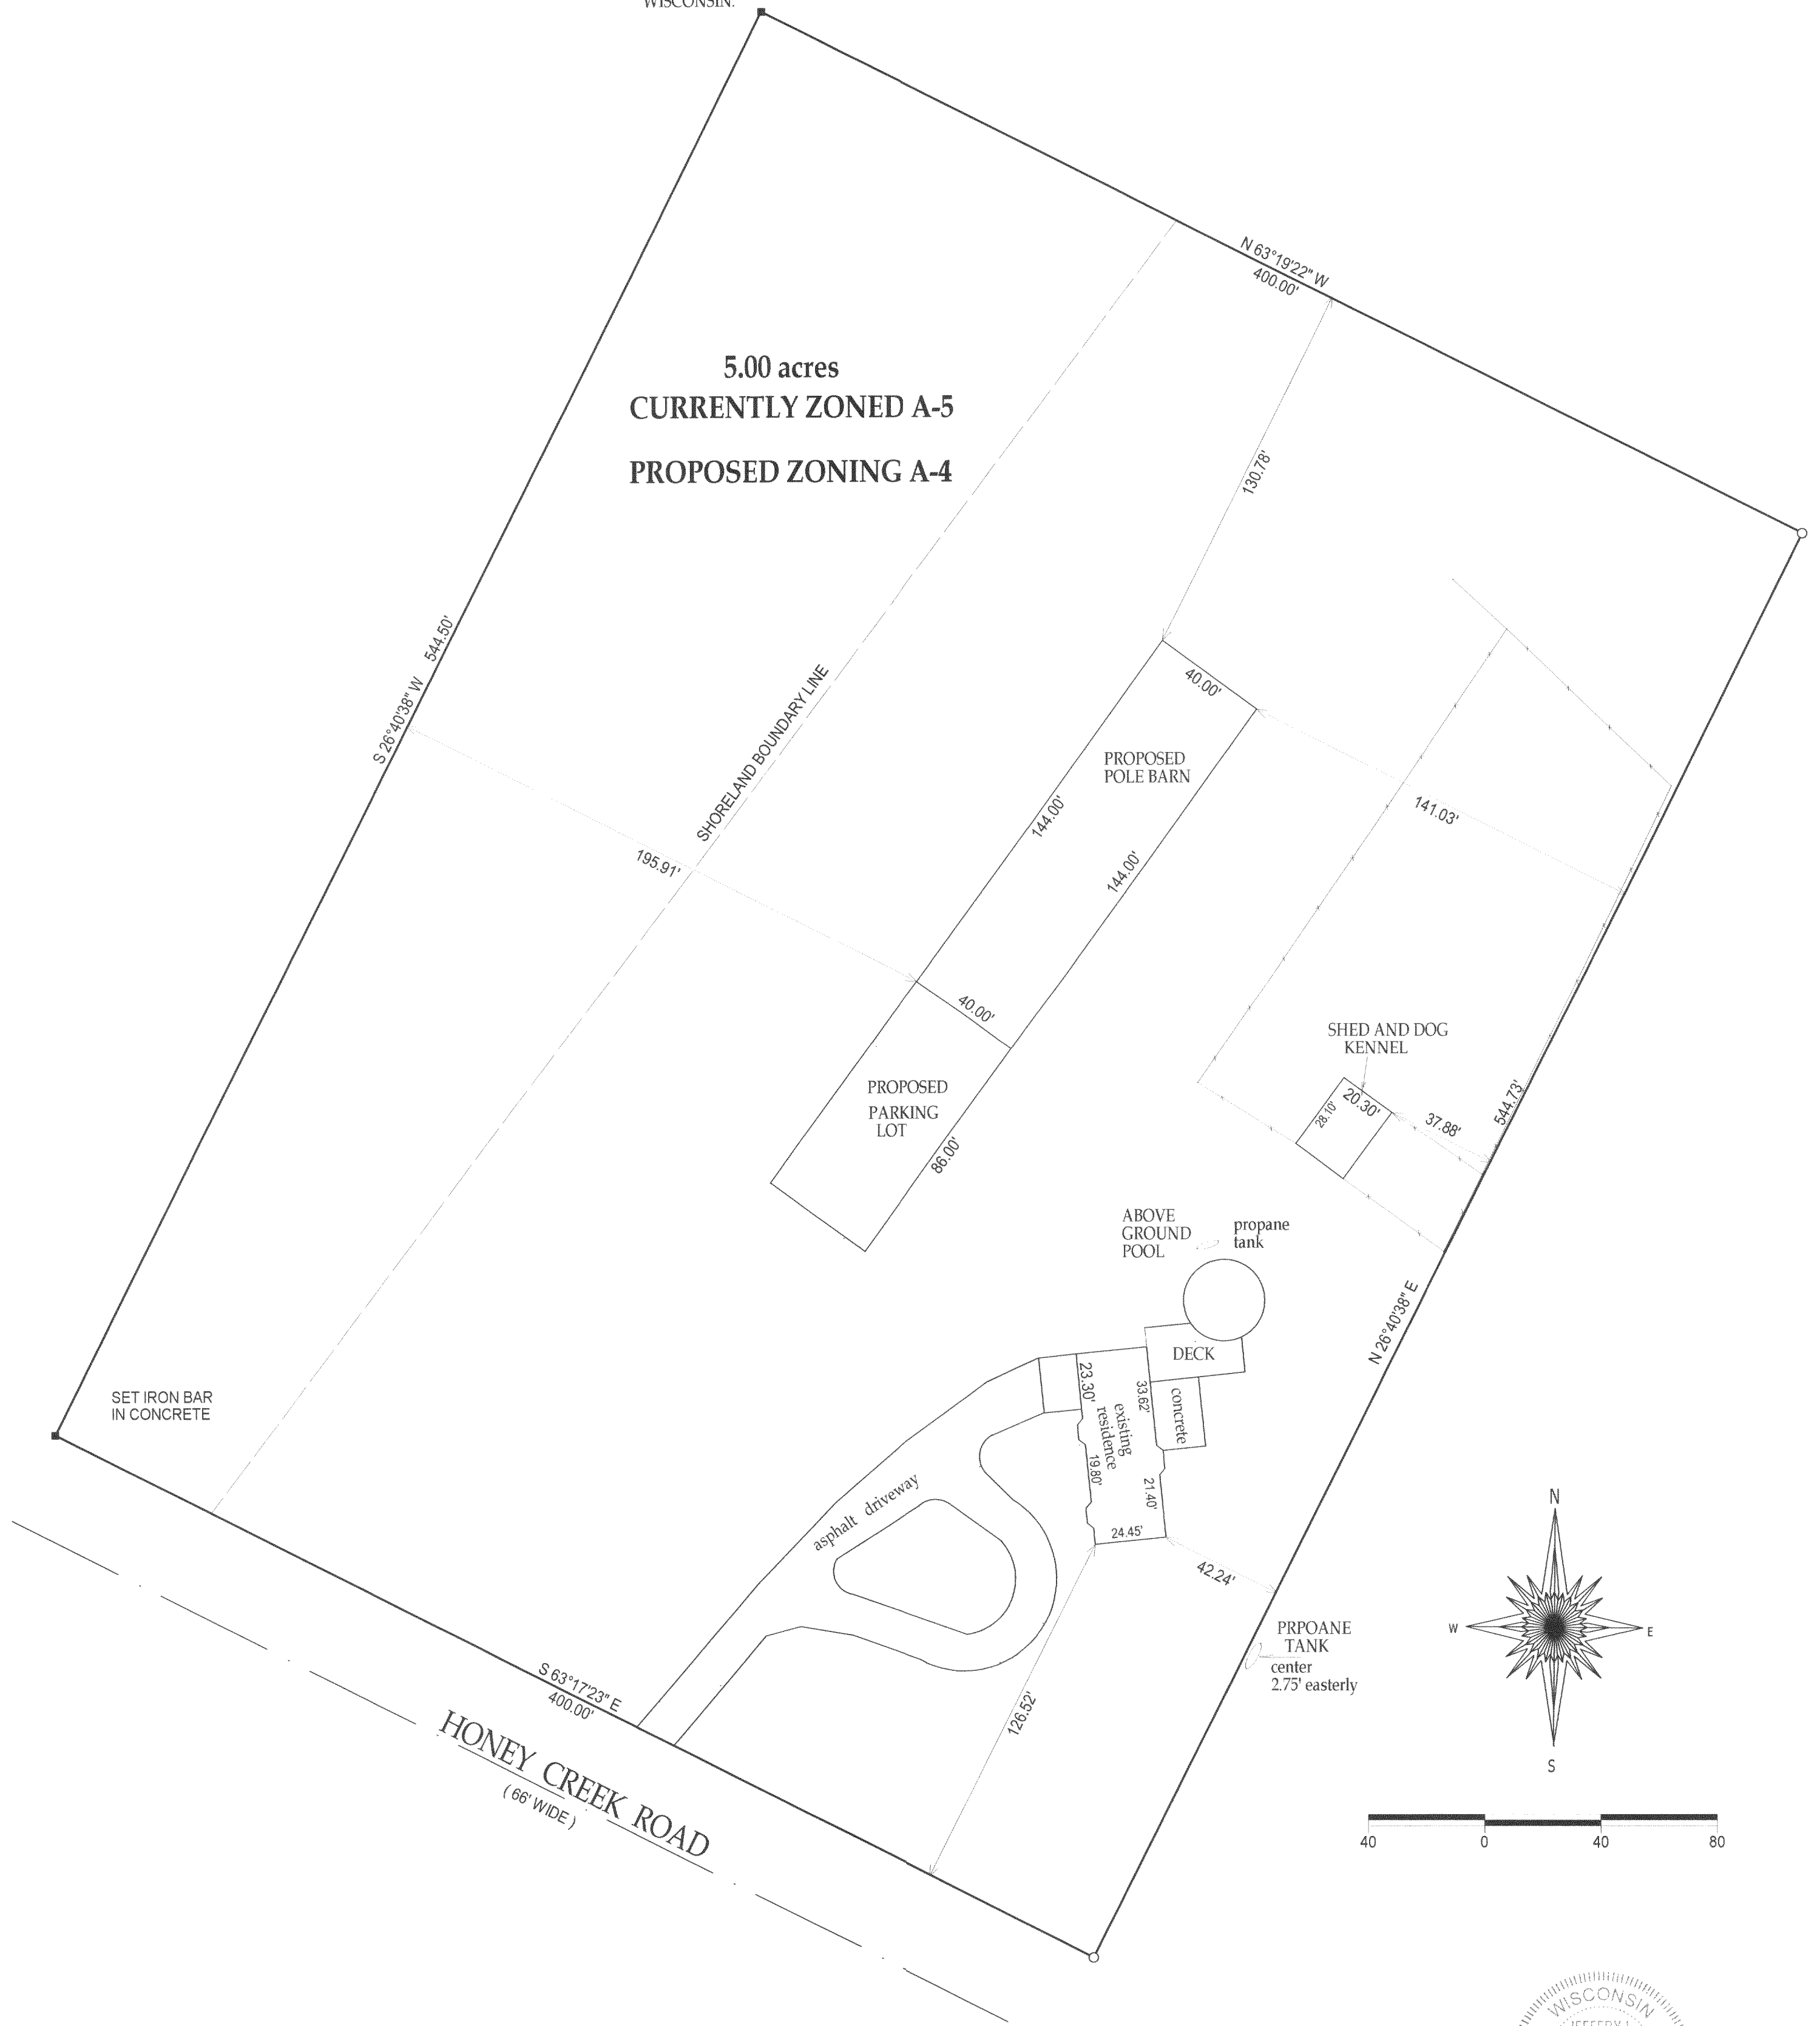 WISCONSIN.
N 63°19'22" W
400.00'
5.00 acres
CURRENTLY ZONED A-5
PROPOSED ZONING A-4
130.78'
S 26°40'38" W 544.50'
SHORELAND BOUNDARY LINE
40.00'
PROPOSED
POLE BARN
144.00'
144.00'
141.03'
195.91'
40.00'
SHED AND DOG
KENNEL
20.30'
28.10'
37.88'
544.73'
PROPOSED
PARKING
LOT
86.00'
ABOVE
GROUND
POOL
propane
tank
N 26°40'38" E
DECK
23.30'
33.62'
concrete
existing
residence
19.80'
21.40'
24.45'
42.24'
SET IRON BAR
IN CONCRETE
asphalt driveway
PRPOANE
TANK
center
2.75' easterly
126.52'
S 63°17'23" E
400.00'
HONEY CREEK ROAD
( 66' WIDE )
N
W
E
S
40 0 40 80
WISCONSIN
JEFFERY L.